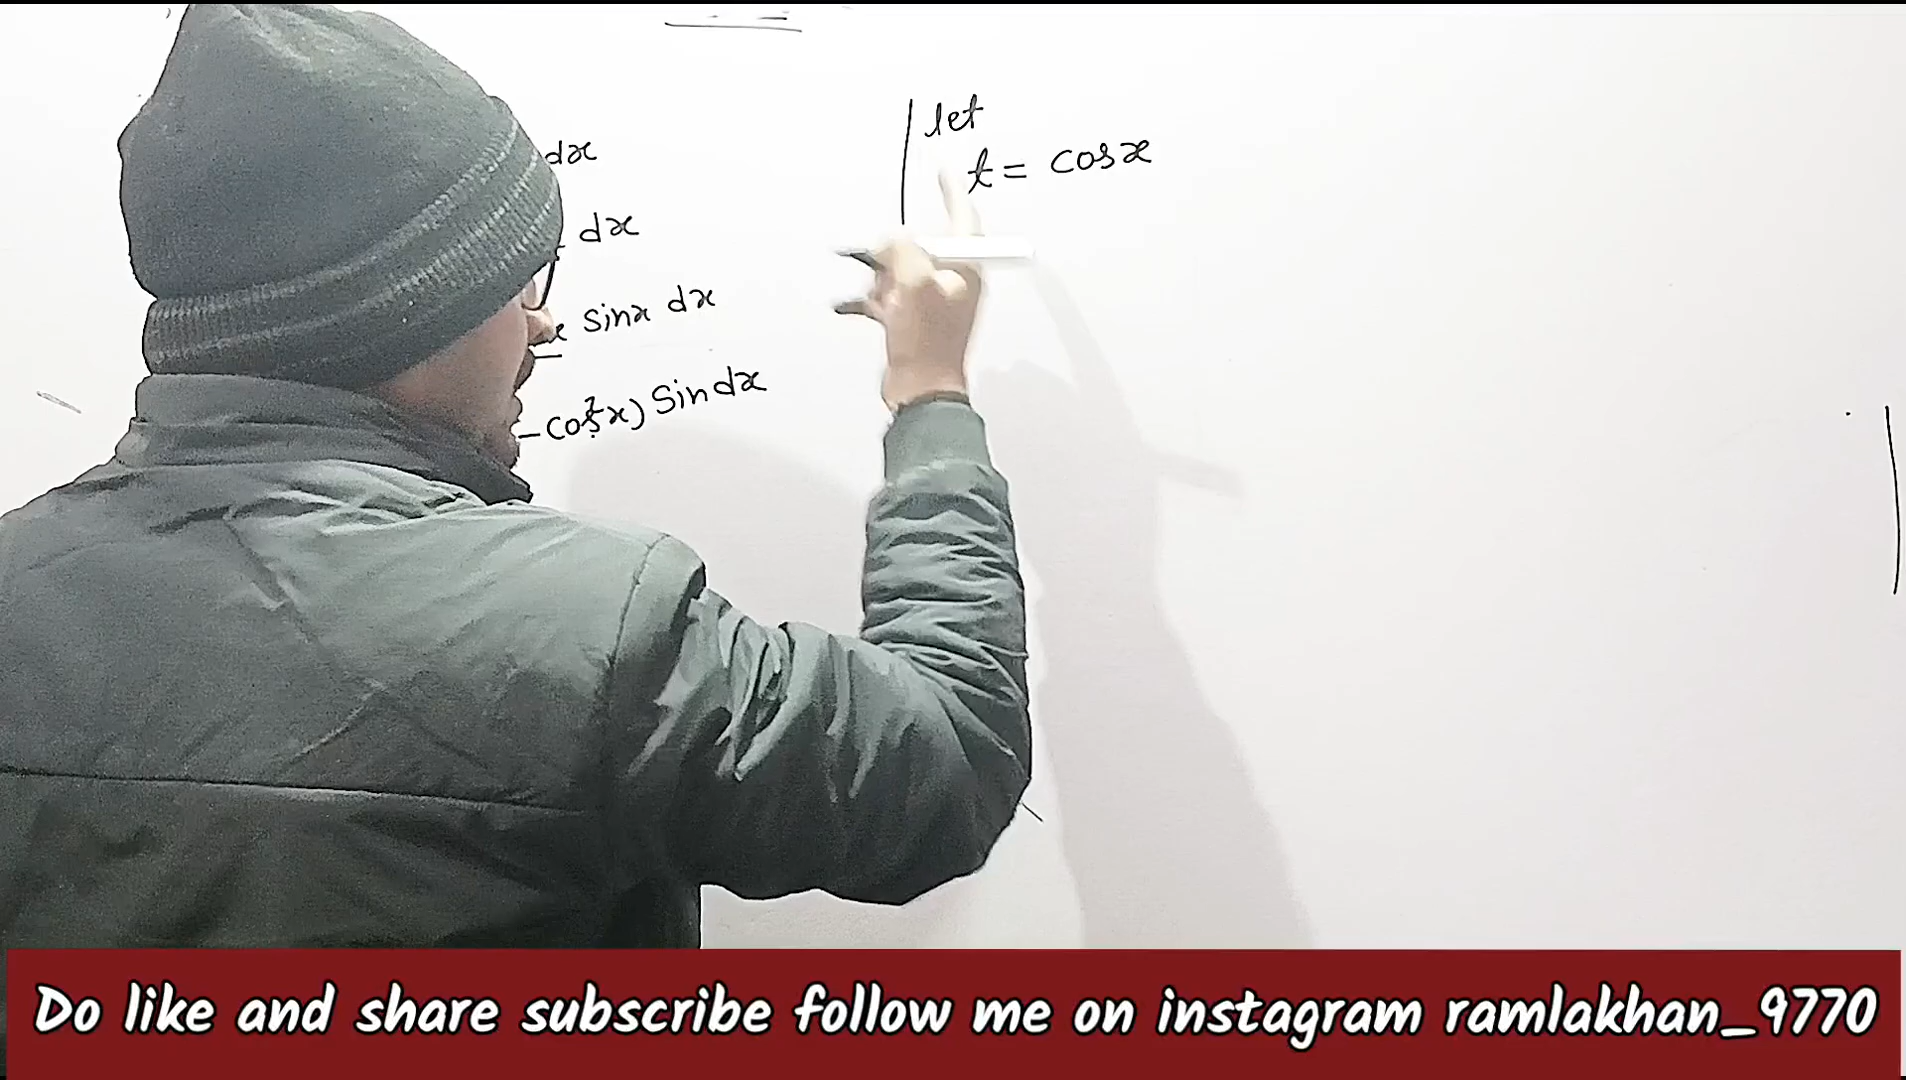 dx
dx
sinx dx
-cos²x) Sin dx
let
t = cosx
Do like and share subscribe follow me on instagram ramlakhan_9770